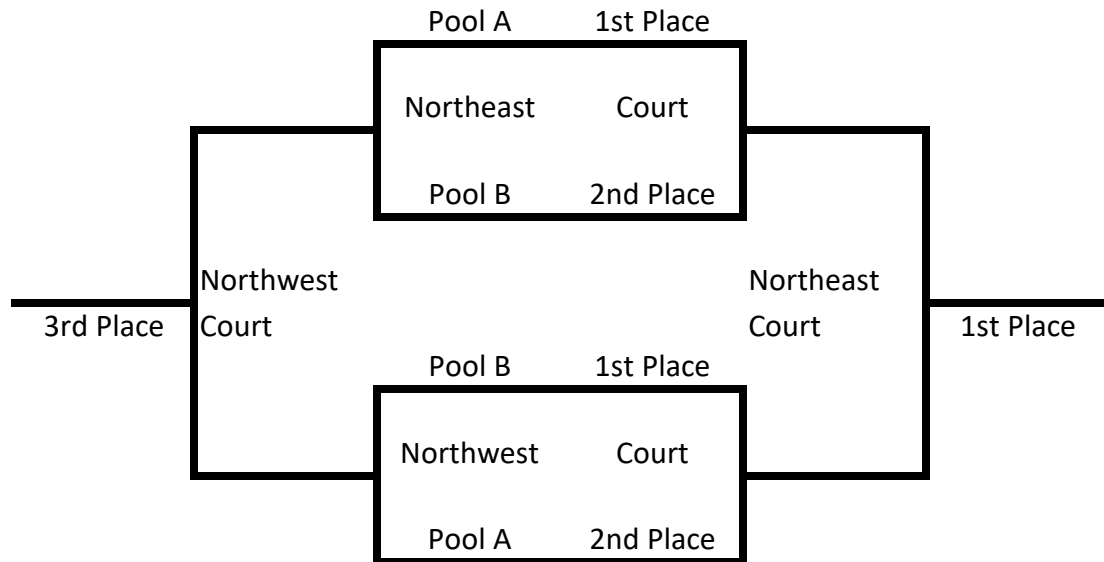 Pool A 1st Place
Northeast Court
Pool B 2nd Place
Northwest
Court
Northeast
Court
3rd Place
1st Place
Pool B 1st Place
Northwest Court
Pool A 2nd Place